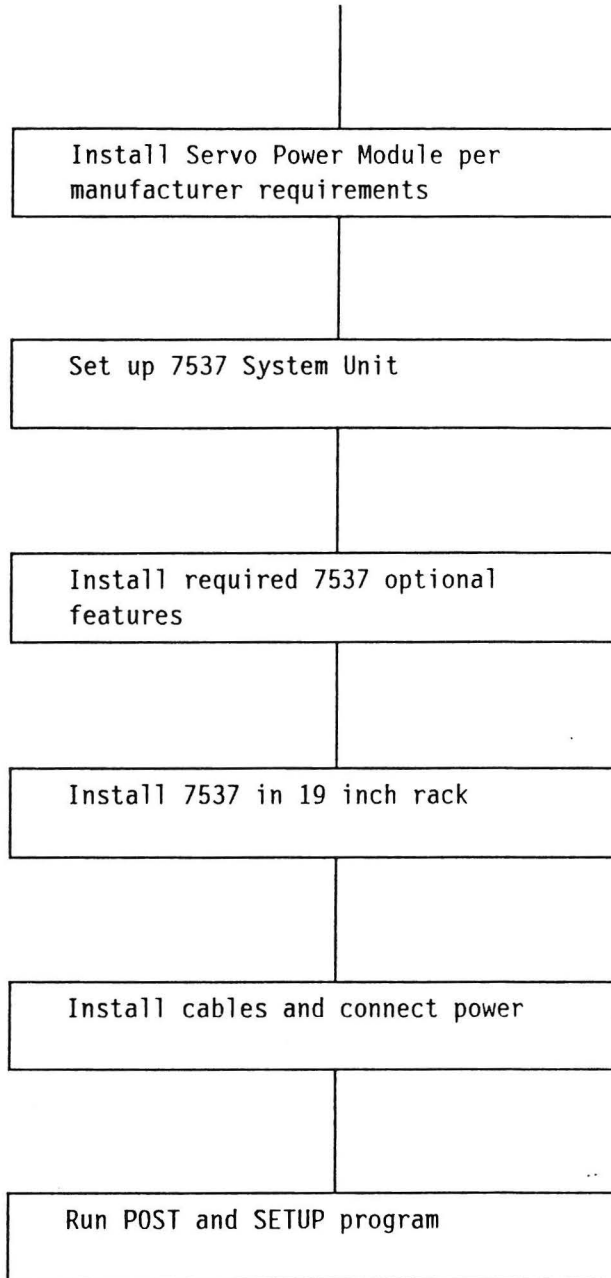 Install Servo Power Module per
manufacturer requirements
Set up 7537 System Unit
Install required 7537 optional
features
Install 7537 in 19 inch rack
Install cables and connect power
Run POST and SETUP program